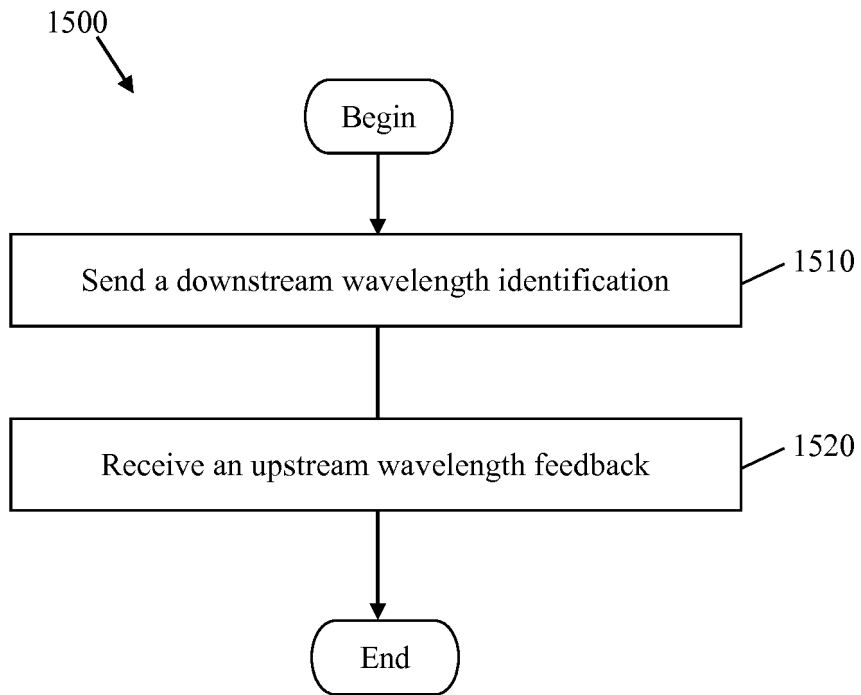 1500
Begin
Send a downstream wavelength identification
1510
Receive an upstream wavelength feedback
1520
End